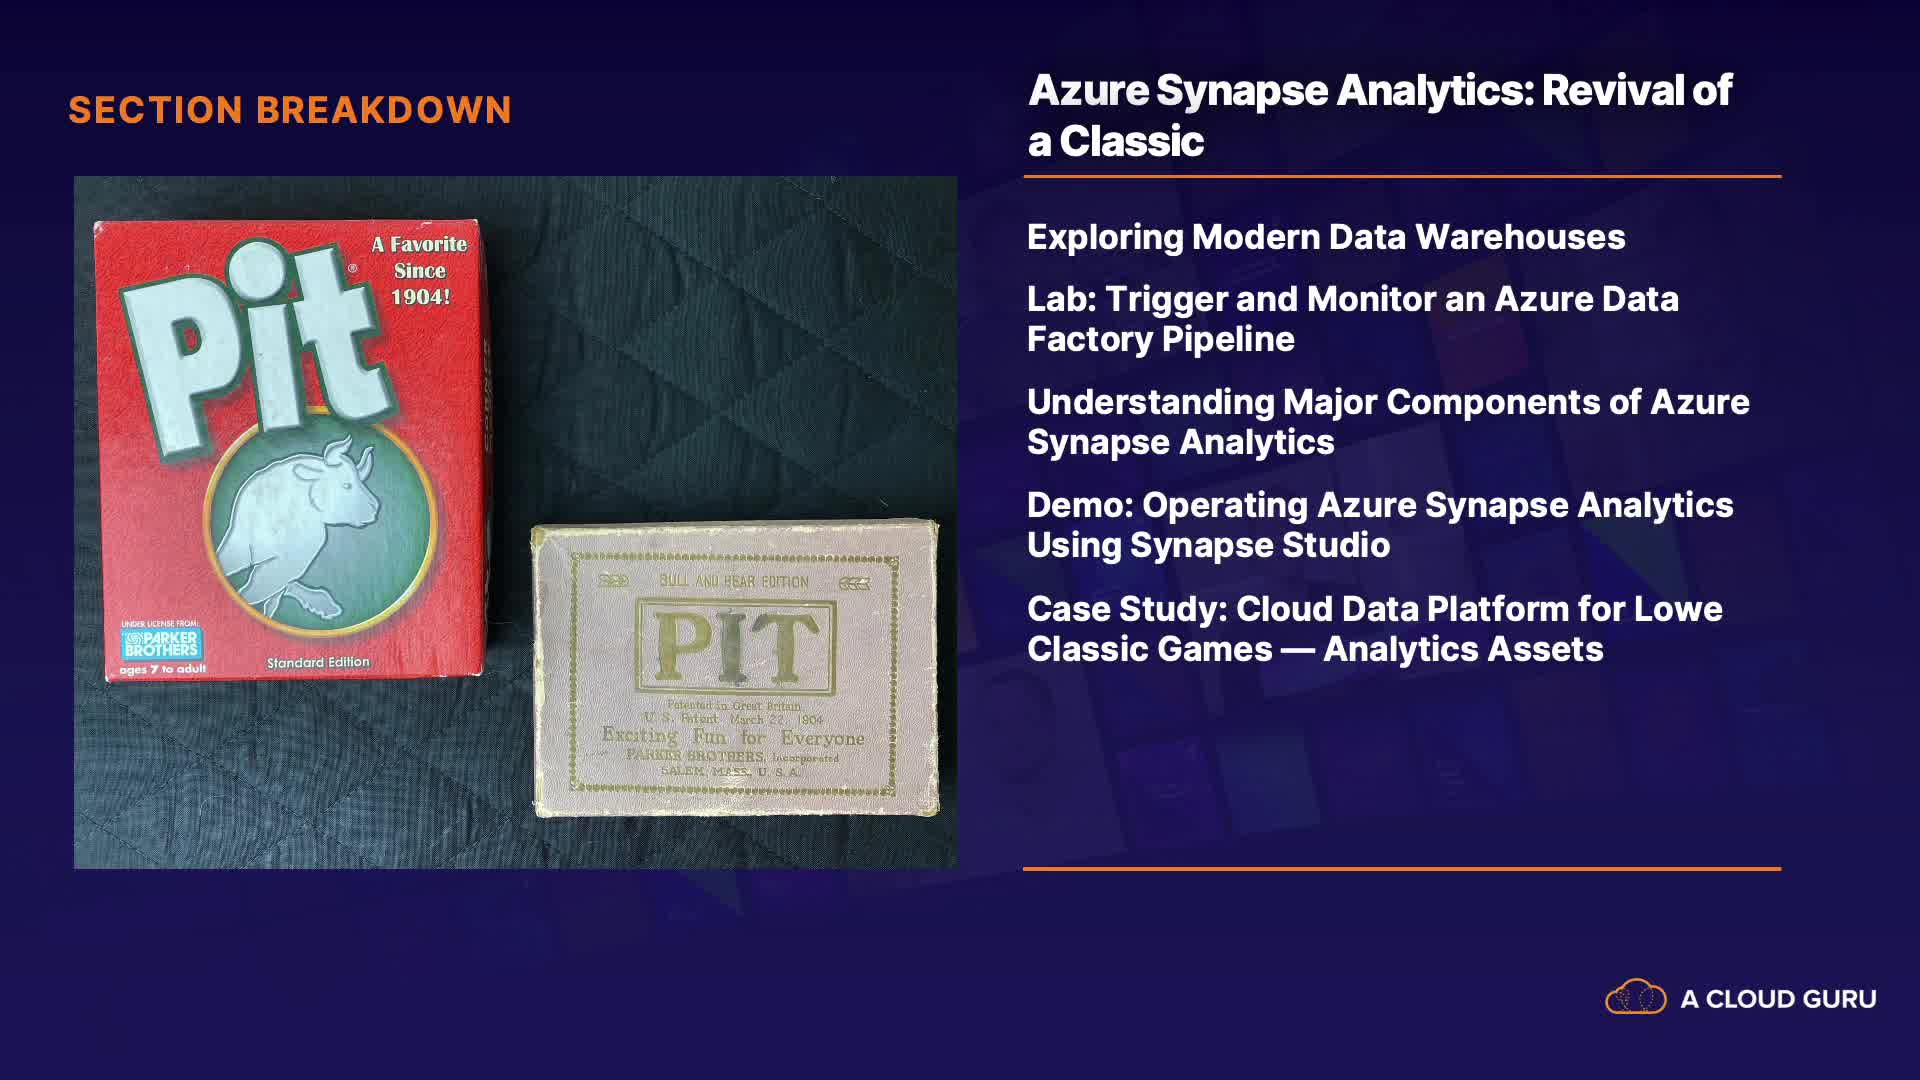 SECTION BREAKDOWN
Pit
®
A Favorite
Since
1904!
UNDER LICENSE FROM:
PARKER
BROTHERS
ages 7 to adult
Standard Edition
BULL AND BEAR EDITION
PIT
Patented in Great Britain
U. S. Patent March 22, 1904
Exciting Fun for Everyone
PARKER BROTHERS, Incorporated
SALEM, MASS. U. S. A.
Azure Synapse Analytics: Revival of
a Classic
Exploring Modern Data Warehouses
Lab: Trigger and Monitor an Azure Data
Factory Pipeline
Understanding Major Components of Azure
Synapse Analytics
Demo: Operating Azure Synapse Analytics
Using Synapse Studio
Case Study: Cloud Data Platform for Lowe
Classic Games — Analytics Assets
A CLOUD GURU